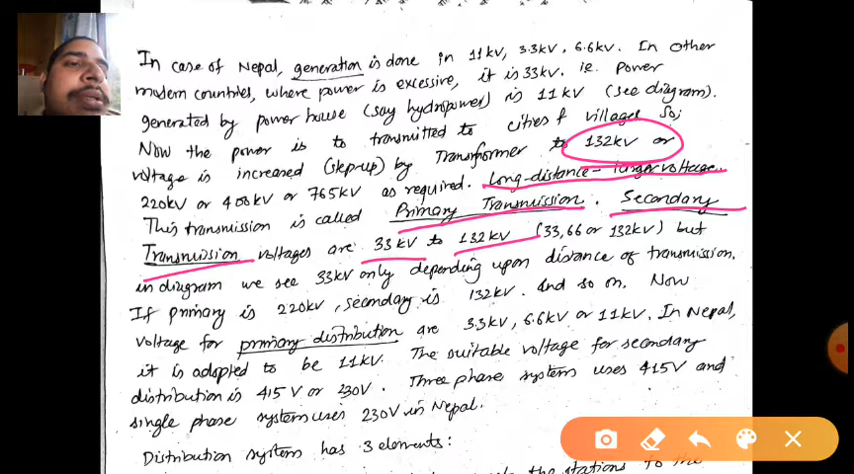 In case of Nepal, generation is done in 11kV, 3.3kV, 6.6kV. In other
modern countries, where power is excessive, it is 33kV. i.e. Power
generated by power house (say hydropower) is 11kV (see diagram).
Now the power is to transmitted to cities & villages so;
voltage is increased (step-up) by Transformer to 132kV or
220kV or 400kV or 765kV as required. Long-distance - larger voltage.
This transmission is called Primary Transmission. Secondary
Transmission voltages are 33kV to 132kV (33,66 or 132kV) but
in diagram we see 33kV only depending upon distance of transmission.
If primary is 220kV, secondary is 132kV. And so on. Now
voltage for primary distribution are 3.3kV, 6.6kV or 11kV. In Nepal,
it is adopted to be 11kV. The suitable voltage for secondary
distribution is 415V or 230V. Three phase system uses 415V and
single phase system uses 230V in Nepal.
Distribution system has 3 elements:
the stations to the